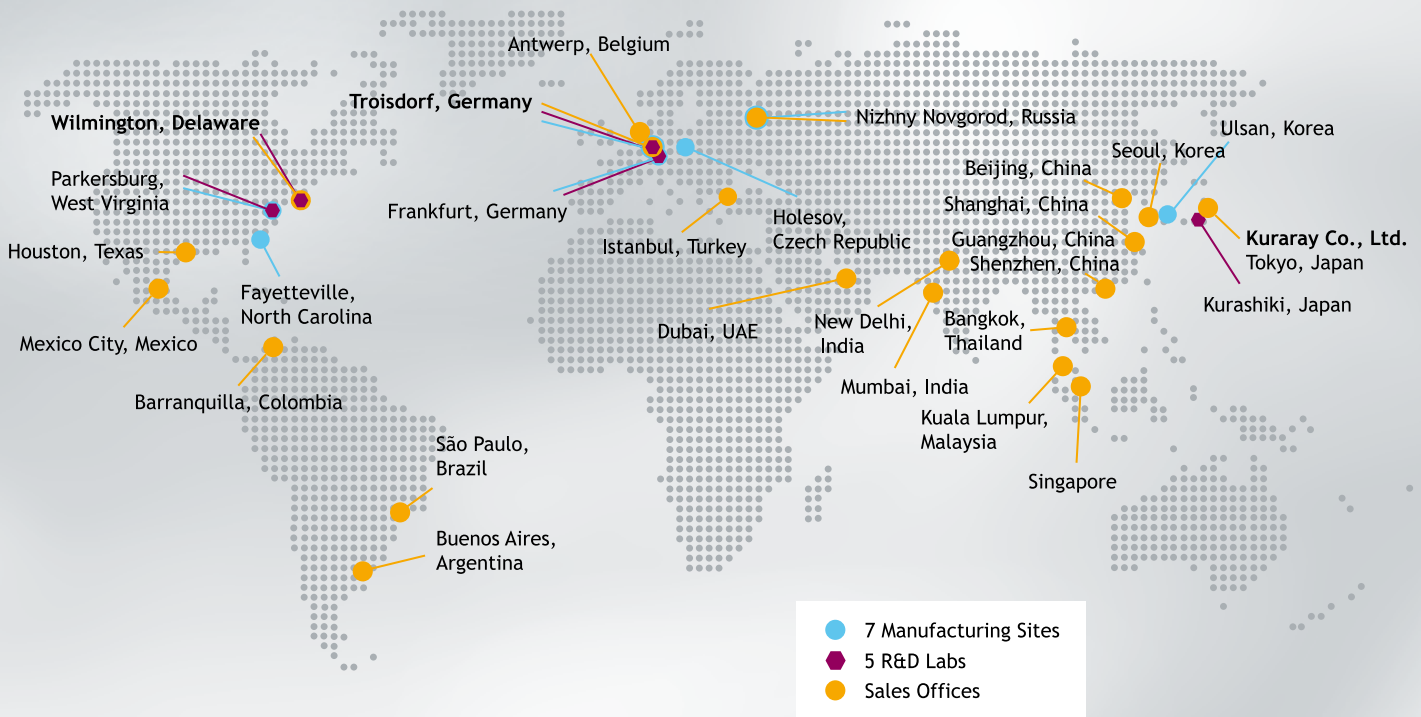 Antwerp, Belgium
Troisdorf, Germany
Wilmington, Delaware
Nizhny Novgorod, Russia
Ulsan, Korea
Seoul, Korea
Beijing, China
Parkersburg,
West Virginia
Shanghai, China
Frankfurt, Germany
Holesov,
Czech Republic
Istanbul, Turkey
Guangzhou, China
Shenzhen, China
Kuraray Co., Ltd.
Tokyo, Japan
Houston, Texas
Fayetteville,
North Carolina
Kurashiki, Japan
Dubai, UAE
New Delhi,
India
Bangkok,
Thailand
Mexico City, Mexico
Mumbai, India
Barranquilla, Colombia
Kuala Lumpur,
Malaysia
São Paulo,
Brazil
Singapore
Buenos Aires,
Argentina
7 Manufacturing Sites
5 R&D Labs
Sales Offices